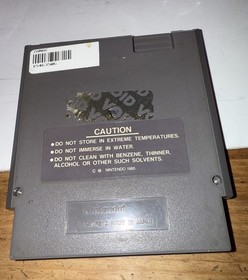 VOID
CAUTION
● DO NOT STORE IN EXTREME TEMPERATURES.
● DO NOT IMMERSE IN WATER.
● DO NOT CLEAN WITH BENZENE, THINNER,
ALCOHOL OR OTHER SUCH SOLVENTS.
NINTENDO 1985